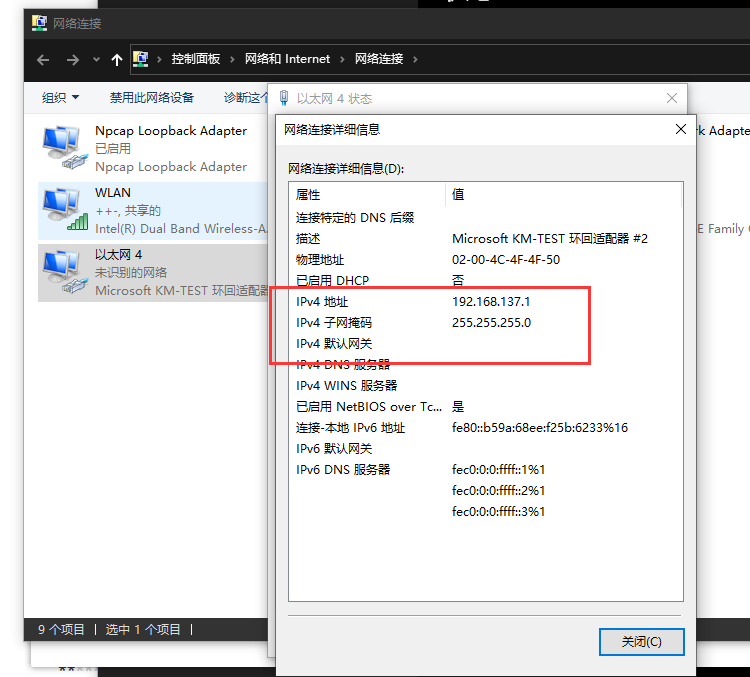 网络连接
控制面板 网络和 Internet 网络连接
组织 禁用此网络设备 诊断这个
Npcap Loopback Adapter
已启用
Npcap Loopback Adapter
WLAN
++-, 共享的
Intel(R) Dual Band Wireless-A
以太网 4
未识别的网络
Microsoft KM-TEST 环回适配器
rk Adapte
E Family C
9 个项目 选中 1 个项目
以太网 4 状态
网络连接详细信息
网络连接详细信息(D):
属性 值
连接特定的 DNS 后缀
描述 Microsoft KM-TEST 环回适配器 #2
物理地址 02-00-4C-4F-4F-50
已启用 DHCP 否
IPv4 地址 192.168.137.1
IPv4 子网掩码 255.255.255.0
IPv4 默认网关
IPv4 DNS 服务器
IPv4 WINS 服务器
已启用 NetBIOS over Tc... 是
连接-本地 IPv6 地址 fe80::b59a:68ee:f25b:6233%16
IPv6 默认网关
IPv6 DNS 服务器 fec0:0:0:ffff::1%1
fec0:0:0:ffff::2%1
fec0:0:0:ffff::3%1
关闭(C)